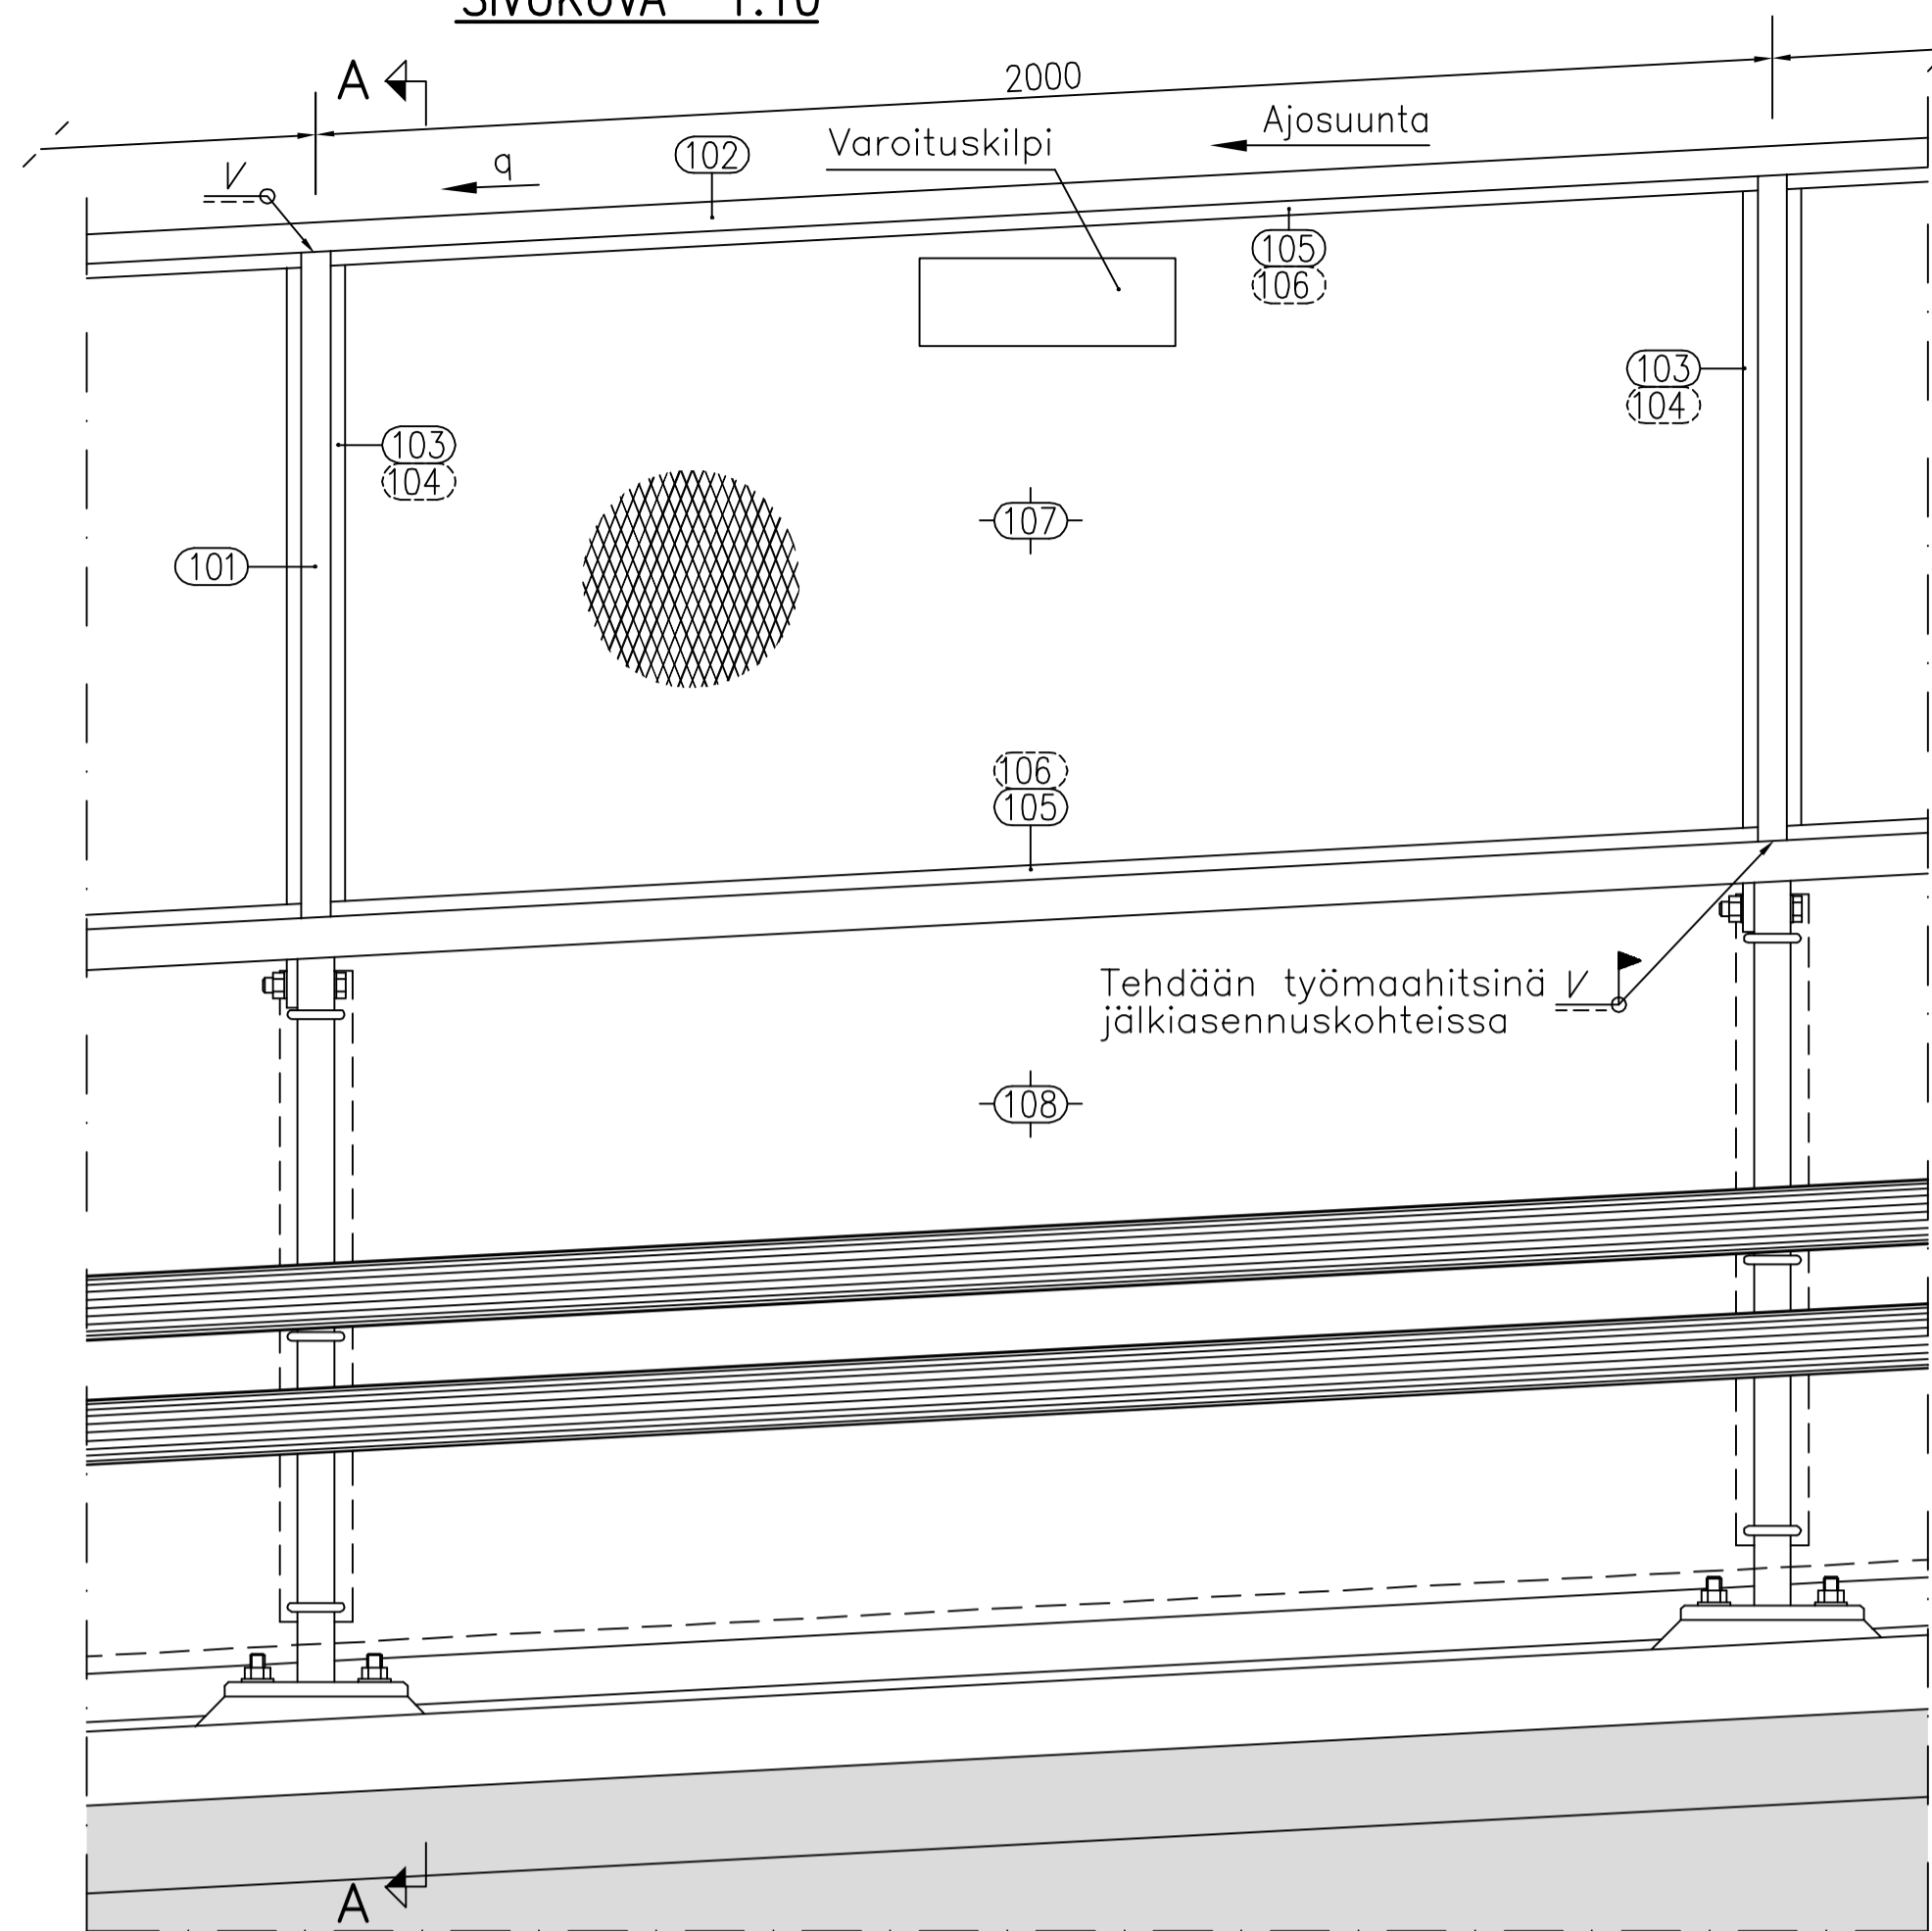 SIVUKUVA 1:10
A
2000
Ajosuunta
Varoituskilpi
q
102
V
105
106
103
104
103
104
107
101
106
105
Tehdään työmaahitsinä V
jälkiasennuskohteissa
108
A